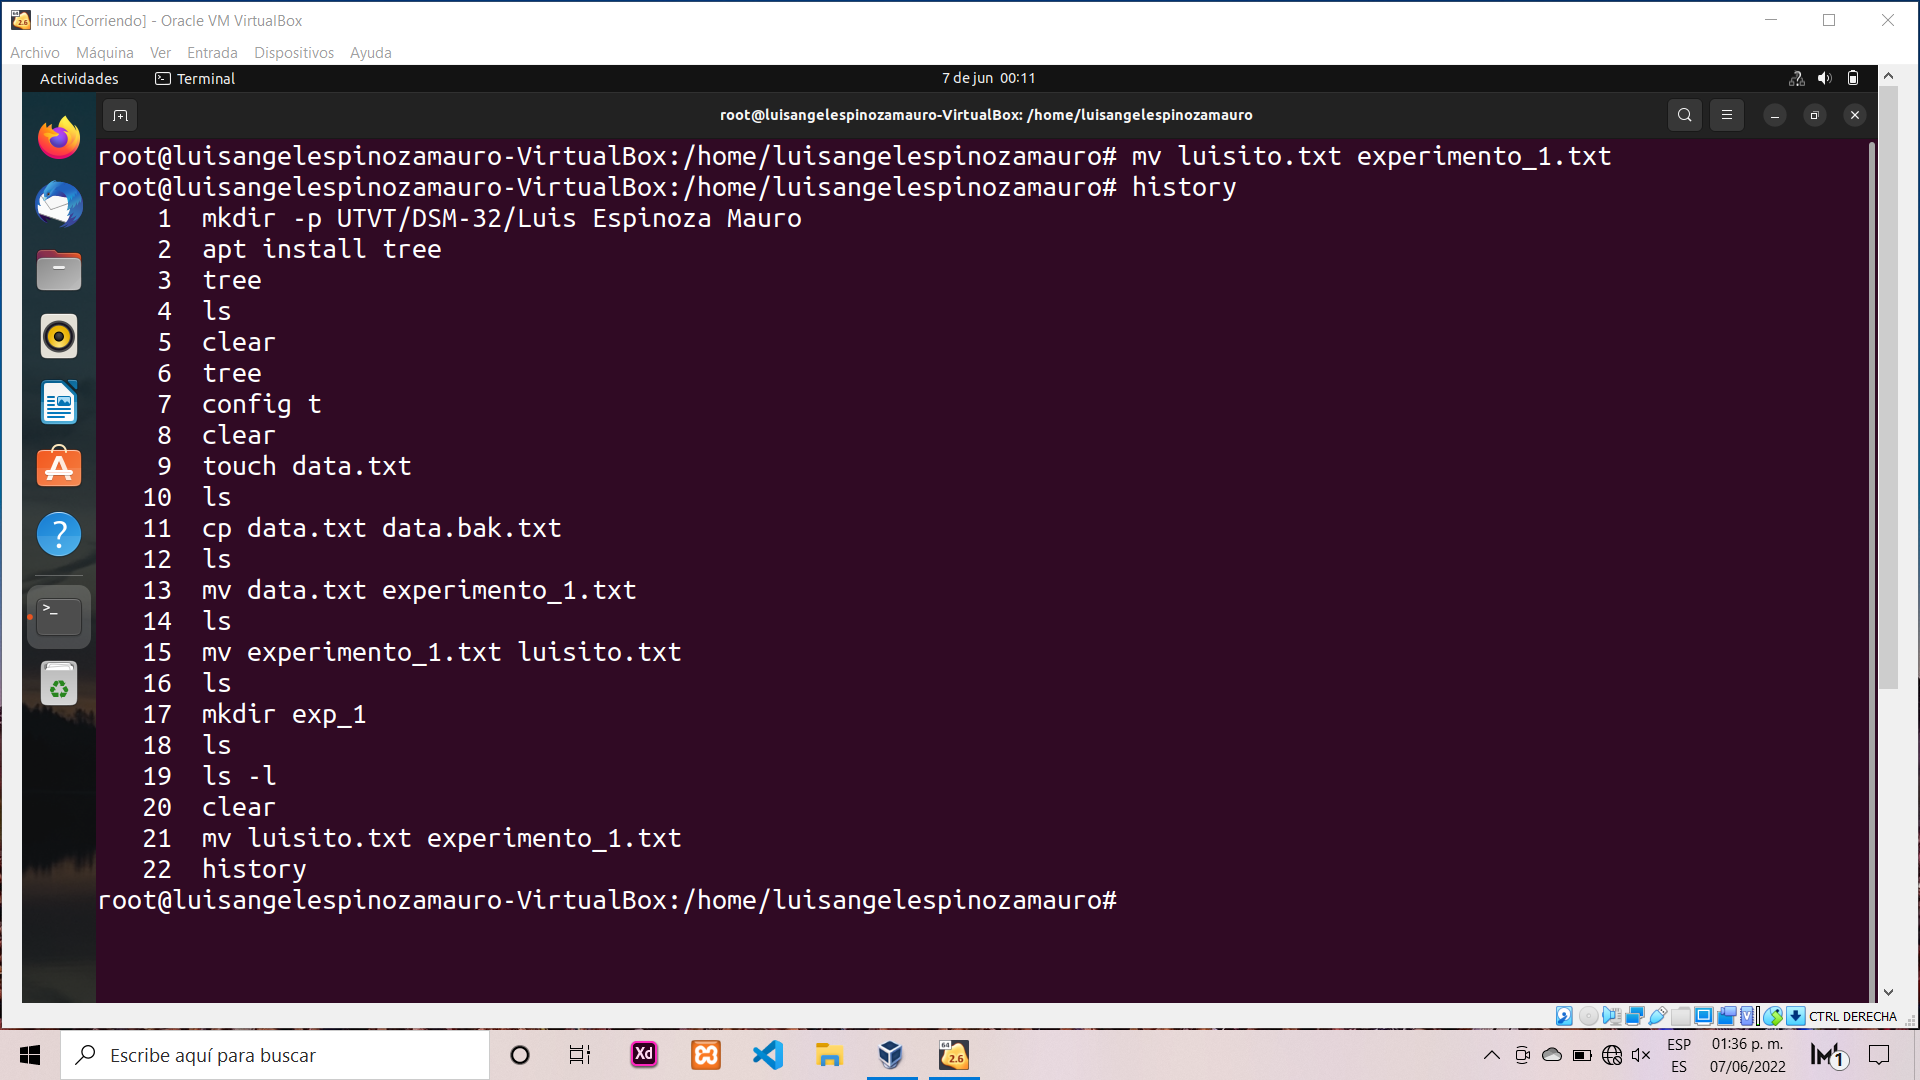 linux [Corriendo] - Oracle VM VirtualBox
Archivo Máquina Ver Entrada Dispositivos Ayuda
Actividades Terminal 7 de jun 00:11
root@luisangelespinozamauro-VirtualBox: /home/luisangelespinozamauro
root@luisangelespinozamauro-VirtualBox:/home/luisangelespinozamauro# mv luisito.txt experimento_1.txt
root@luisangelespinozamauro-VirtualBox:/home/luisangelespinozamauro# history
1 mkdir -p UTVT/DSM-32/Luis Espinoza Mauro
2 apt install tree
3 tree
4 ls
5 clear
6 tree
7 config t
8 clear
9 touch data.txt
10 ls
11 cp data.txt data.bak.txt
12 ls
13 mv data.txt experimento_1.txt
14 ls
15 mv experimento_1.txt luisito.txt
16 ls
17 mkdir exp_1
18 ls
19 ls -l
20 clear
21 mv luisito.txt experimento_1.txt
22 history
root@luisangelespinozamauro-VirtualBox:/home/luisangelespinozamauro#
CTRL DERECHA
Escribe aquí para buscar
Xd
64
2.6
ESP
ES
01:36 p. m.
07/06/2022
1